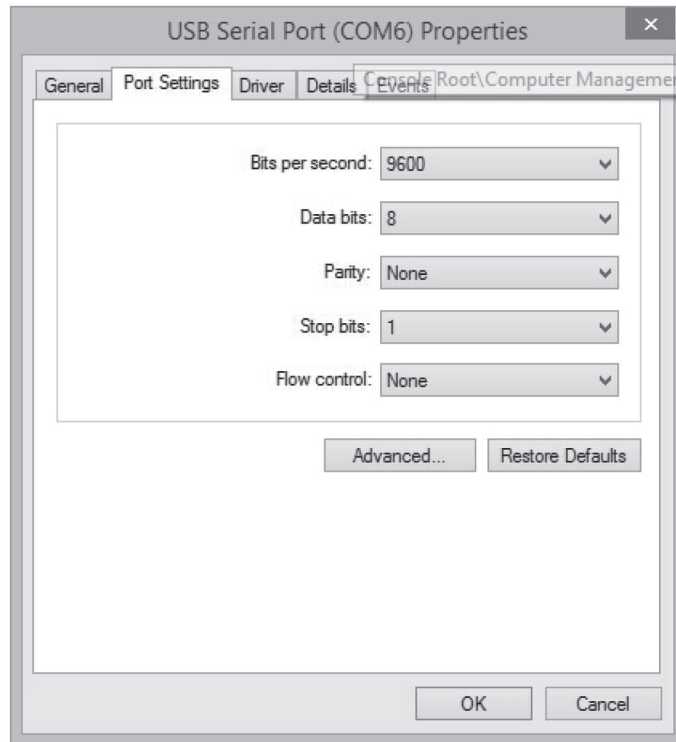 USB Serial Port (COM6) Properties
General Port Settings Driver Details Events
Console Root\Computer Managemer
Bits per second: 9600
Data bits: 8
Parity: None
Stop bits: 1
Flow control: None
Advanced... Restore Defaults
OK Cancel